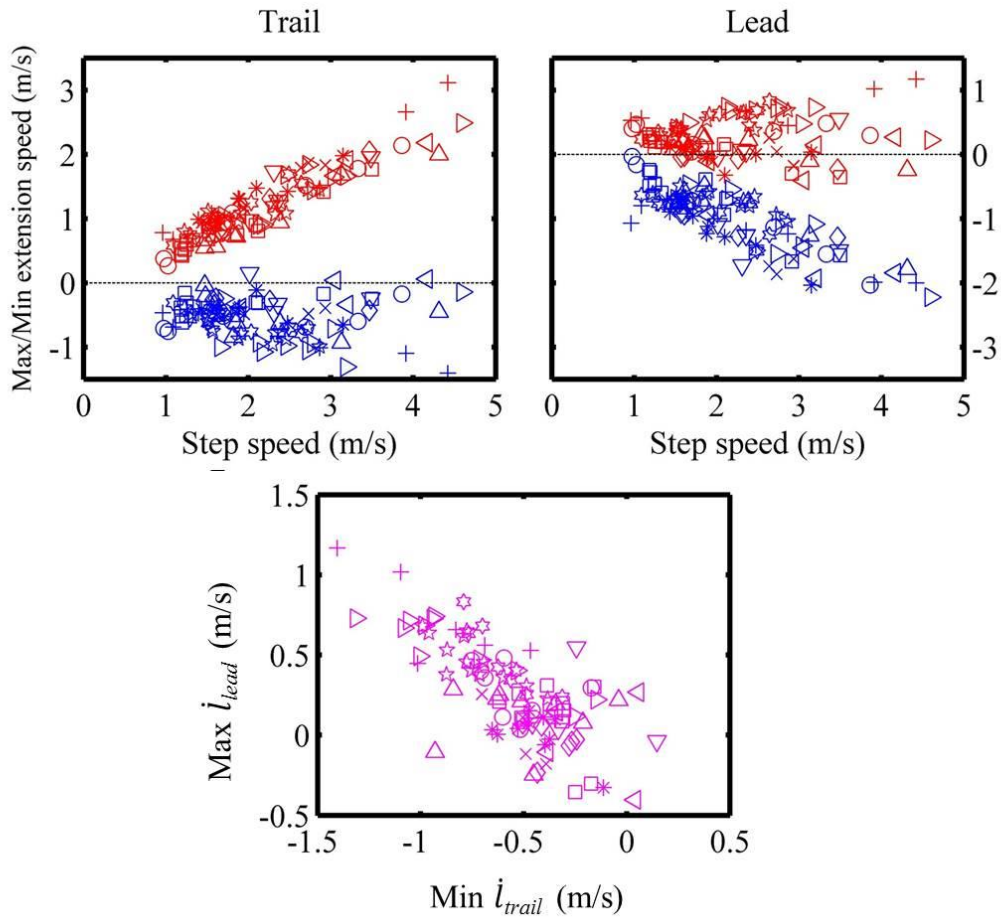 Trail
Lead
Max/Min extension speed (m/s)
3
2
1
0
-1
0 1 2 3 4 5
Step speed (m/s)
1
0
-1
-2
-3
0 1 2 3 4 5
Step speed (m/s)
Max l̇lead (m/s)
1.5
1
0.5
0
-0.5
-1.5 -1 -0.5 0 0.5
Min l̇trail (m/s)